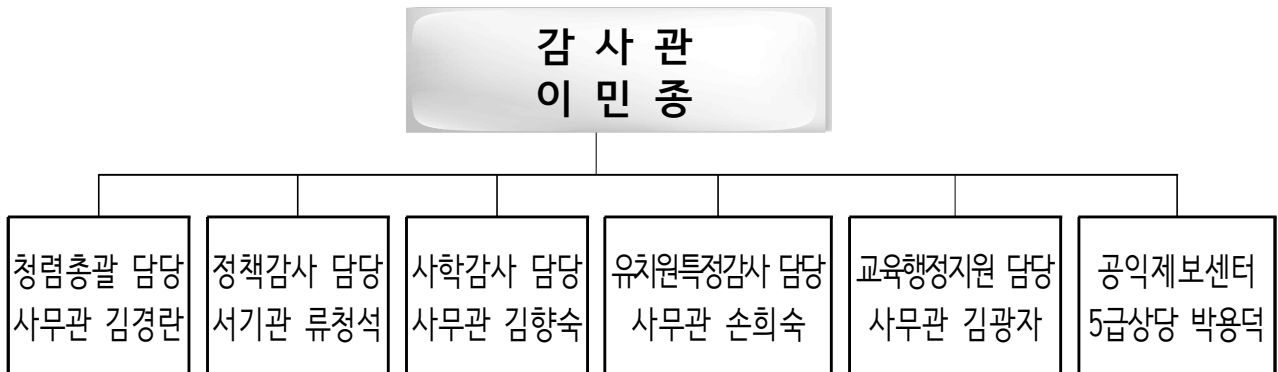 감 사 관
이 민 종
청렴총괄 담당
사무관 김경란
정책감사 담당
서기관 류청석
사학감사 담당
사무관 김향숙
유치원특정감사 담당
사무관 손희숙
교육행정지원 담당
사무관 김광자
공익제보센터
5급상당 박용덕